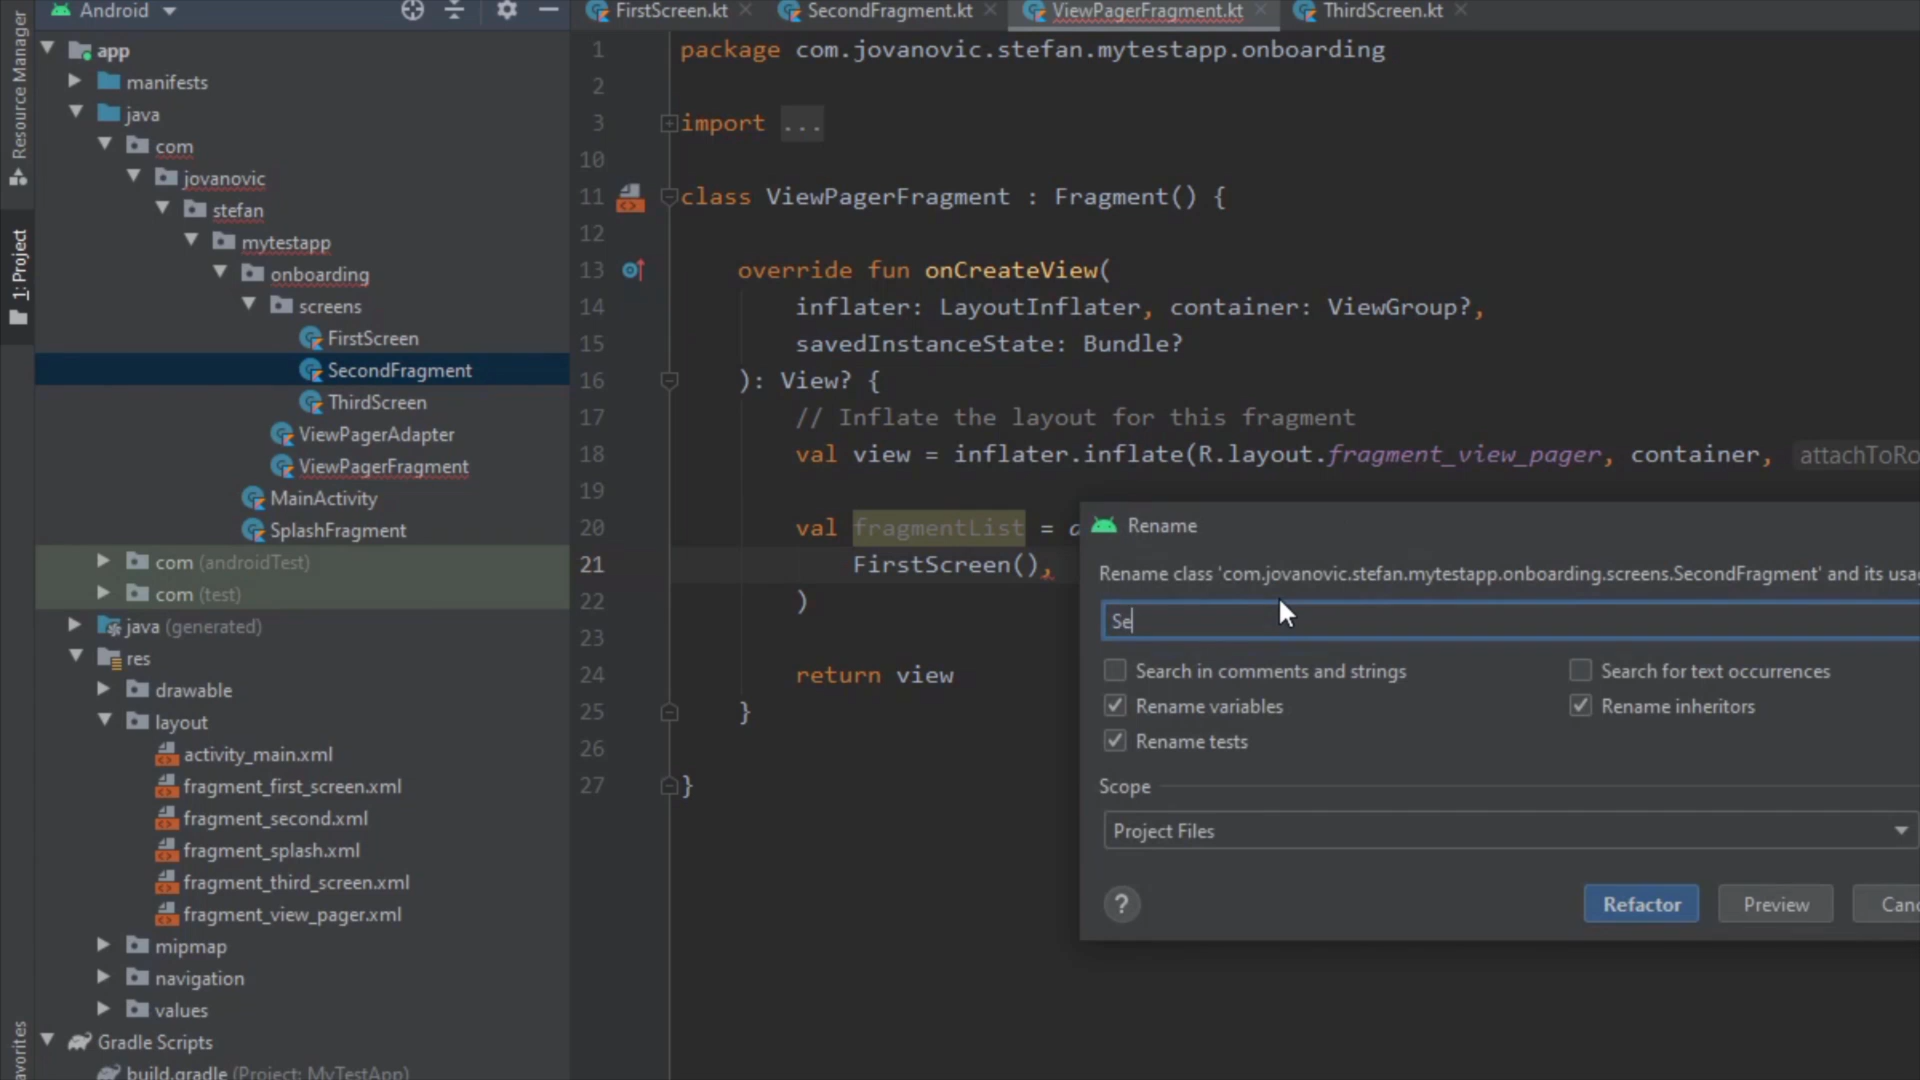 Android
FirstScreen.kt
SecondFragment.kt
ViewPagerFragment.kt
ThirdScreen.kt
Resource Manager
1: Project
app
manifests
java
com
jovanovic
stefan
mytestapp
onboarding
screens
FirstScreen
SecondFragment
ThirdScreen
ViewPagerAdapter
ViewPagerFragment
MainActivity
SplashFragment
com (androidTest)
com (test)
java (generated)
res
drawable
layout
activity_main.xml
fragment_first_screen.xml
fragment_second.xml
fragment_splash.xml
fragment_third_screen.xml
fragment_view_pager.xml
mipmap
navigation
values
Gradle Scripts
build.gradle (Project: MyTestApp)
avorites
1 package com.jovanovic.stefan.mytestapp.onboarding
2
3 import ...
10
11 class ViewPagerFragment : Fragment() {
12
13 override fun onCreateView(
14 inflater: LayoutInflater, container: ViewGroup?,
15 savedInstanceState: Bundle?
16 ): View? {
17 // Inflate the layout for this fragment
18 val view = inflater.inflate(R.layout.fragment_view_pager, container, attachToRo
19
20 val fragmentList = a
21 FirstScreen(),
22 )
23
24 return view
25 }
26
27 }
Rename
Rename class 'com.jovanovic.stefan.mytestapp.onboarding.screens.SecondFragment' and its usag
Se
Search in comments and strings
Search for text occurrences
Rename variables
Rename inheritors
Rename tests
Scope
Project Files
?
Refactor
Preview
Canc